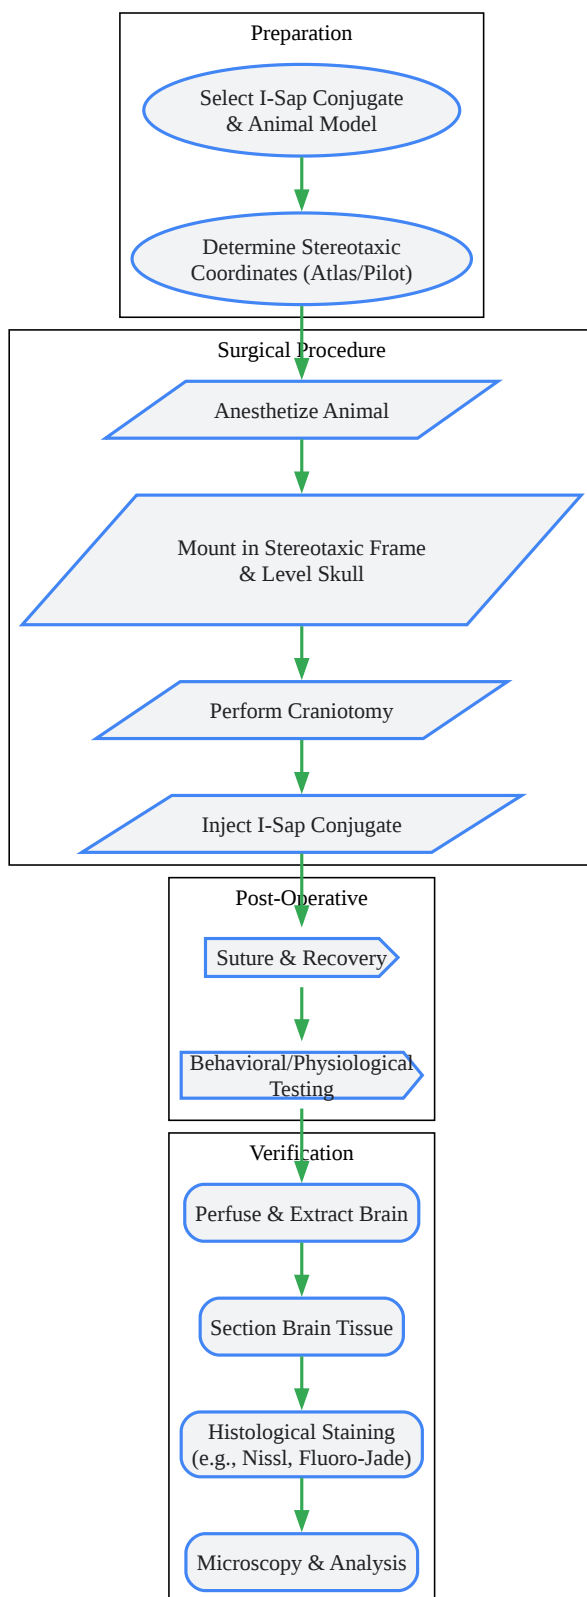 Preparation
Select I-Sap Conjugate
& Animal Model
Determine Stereotaxic
Coordinates (Atlas/Pilot)
Surgical Procedure
Anesthetize Animal
Mount in Stereotaxic Frame
& Level Skull
Perform Craniotomy
Inject I-Sap Conjugate
Post-Operative
Suture & Recovery
Behavioral/Physiological
Testing
Verification
Perfuse & Extract Brain
Section Brain Tissue
Histological Staining
(e.g., Nissl, Fluoro-Jade)
Microscopy & Analysis